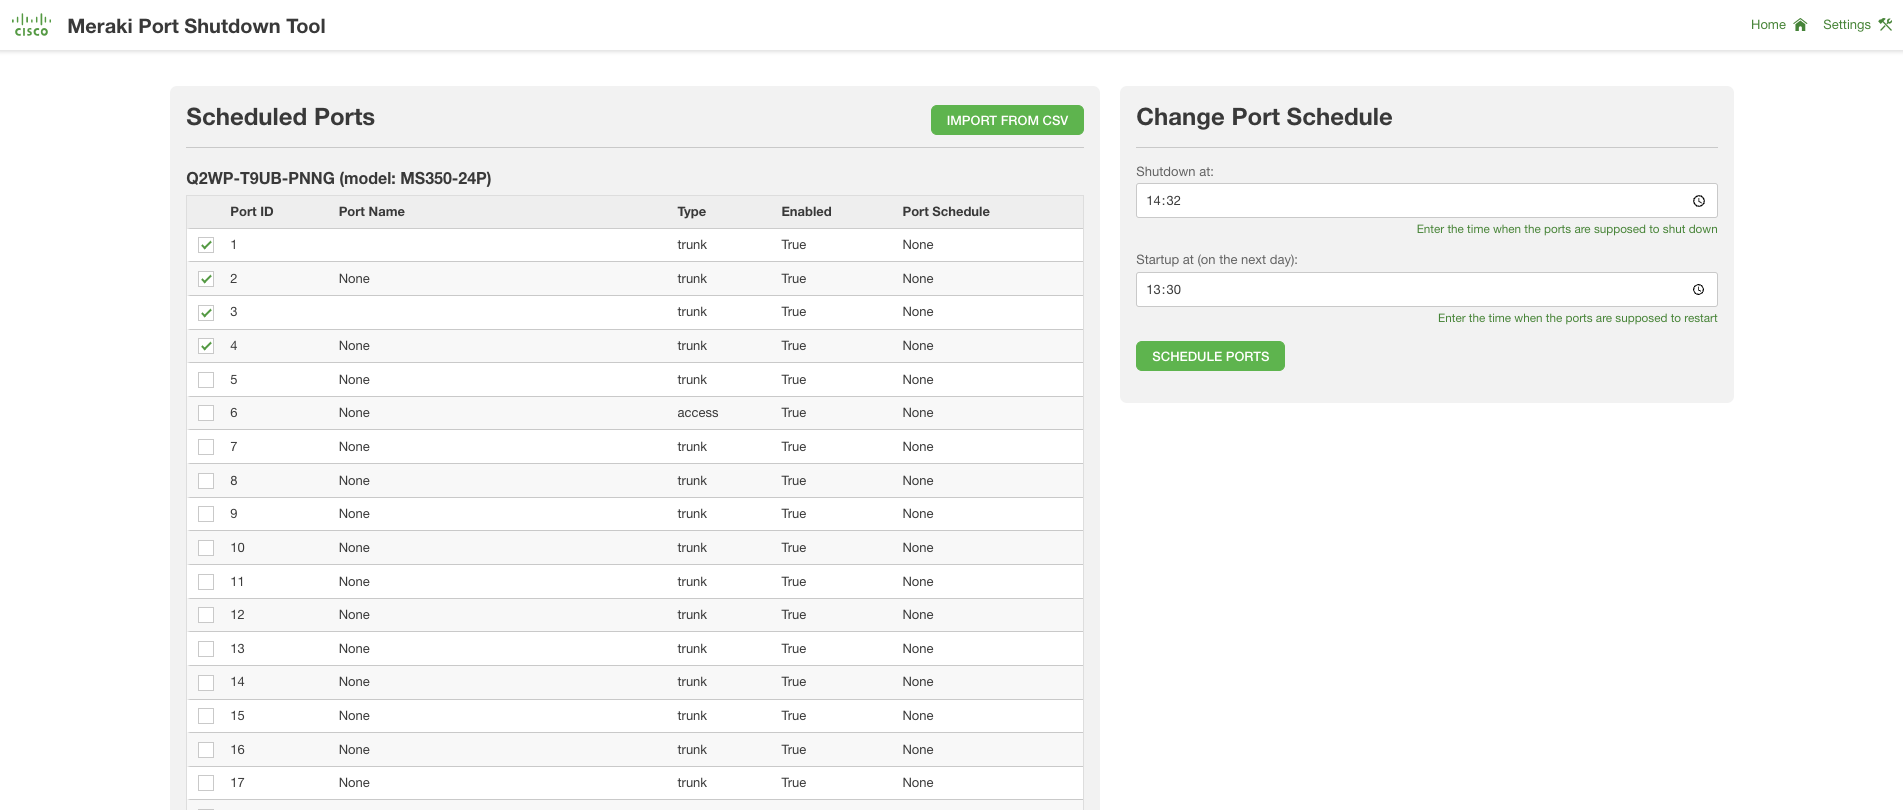 CISCO
Meraki Port Shutdown Tool
Home
Settings
Scheduled Ports
IMPORT FROM CSV
Q2WP-T9UB-PNNG (model: MS350-24P)
Port ID Port Name Type Enabled Port Schedule
1 trunk True None
2 None trunk True None
3 trunk True None
4 None trunk True None
5 None trunk True None
6 None access True None
7 None trunk True None
8 None trunk True None
9 None trunk True None
10 None trunk True None
11 None trunk True None
12 None trunk True None
13 None trunk True None
14 None trunk True None
15 None trunk True None
16 None trunk True None
17 None trunk True None
Change Port Schedule
Shutdown at:
14:32
Enter the time when the ports are supposed to shut down
Startup at (on the next day):
13:30
Enter the time when the ports are supposed to restart
SCHEDULE PORTS